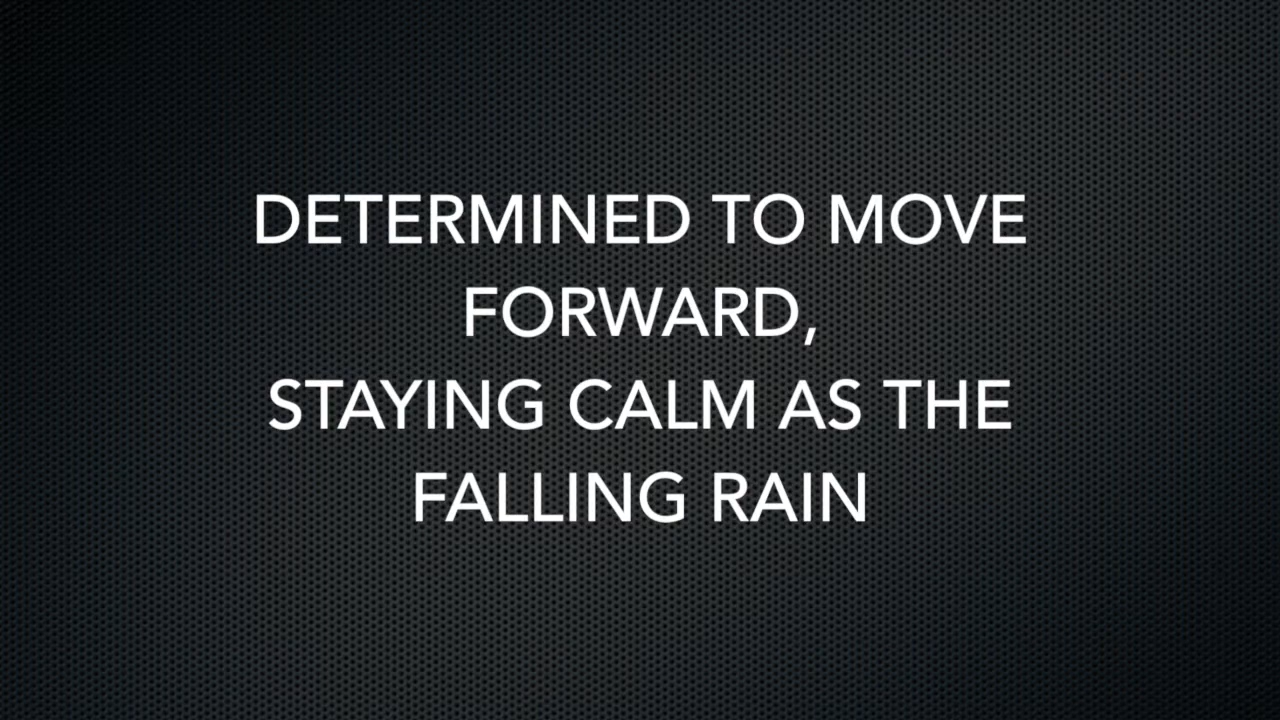 DETERMINED TO MOVE
FORWARD,
STAYING CALM AS THE
FALLING RAIN